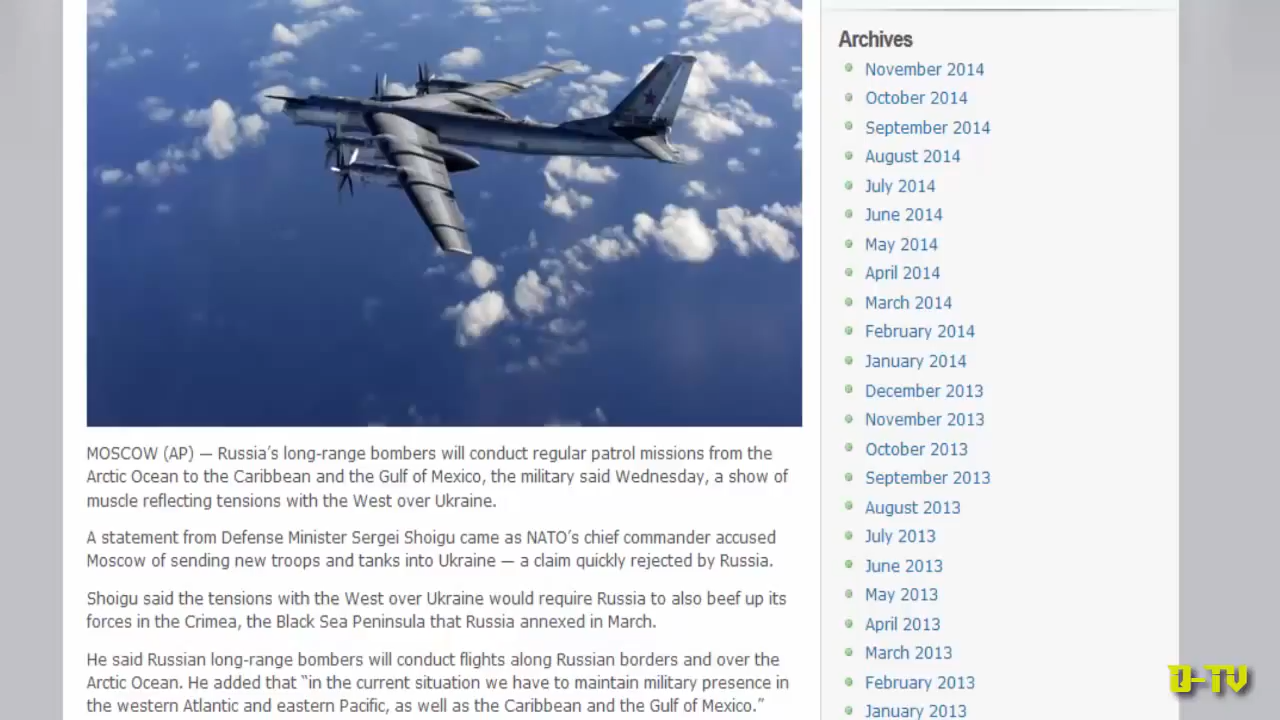 MOSCOW (AP) — Russia’s long-range bombers will conduct regular patrol missions from the
Arctic Ocean to the Caribbean and the Gulf of Mexico, the military said Wednesday, a show of
muscle reflecting tensions with the West over Ukraine.
A statement from Defense Minister Sergei Shoigu came as NATO’s chief commander accused
Moscow of sending new troops and tanks into Ukraine — a claim quickly rejected by Russia.
Shoigu said the tensions with the West over Ukraine would require Russia to also beef up its
forces in the Crimea, the Black Sea Peninsula that Russia annexed in March.
He said Russian long-range bombers will conduct flights along Russian borders and over the
Arctic Ocean. He added that “in the current situation we have to maintain military presence in
the western Atlantic and eastern Pacific, as well as the Caribbean and the Gulf of Mexico.”
Archives
November 2014
October 2014
September 2014
August 2014
July 2014
June 2014
May 2014
April 2014
March 2014
February 2014
January 2014
December 2013
November 2013
October 2013
September 2013
August 2013
July 2013
June 2013
May 2013
April 2013
March 2013
February 2013
January 2013